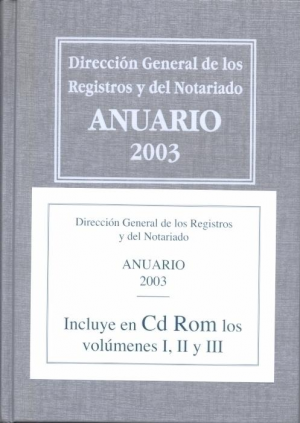 Dirección General de los
Registros y del Notariado
ANUARIO
2003
Dirección General de los Registros
y del Notariado
ANUARIO
2003
Incluye en Cd Rom los
volúmenes I, II y III